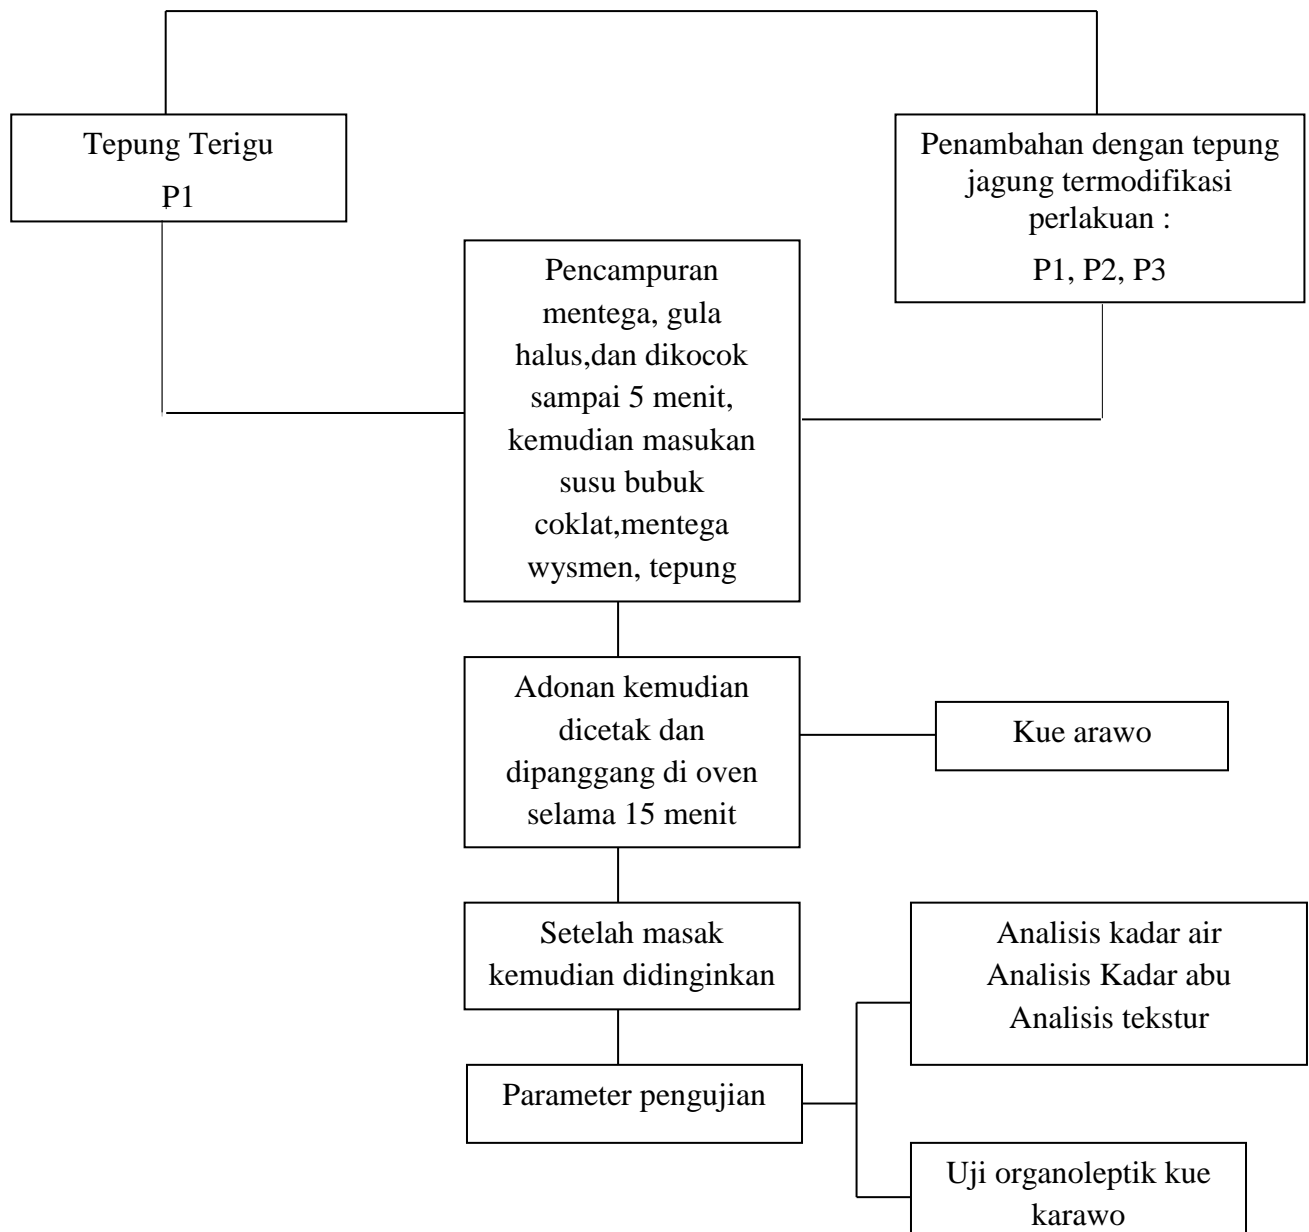 Tepung Terigu
P1
Penambahan dengan tepung
jagung termodifikasi
perlakuan :
P1, P2, P3
Pencampuran
mentega, gula
halus,dan dikocok
sampai 5 menit,
kemudian masukan
susu bubuk
coklat,mentega
wysmen, tepung
Adonan kemudian
dicetak dan
dipanggang di oven
selama 15 menit
Kue arawo
Setelah masak
kemudian didinginkan
Analisis kadar air
Analisis Kadar abu
Analisis tekstur
Parameter pengujian
Uji organoleptik kue
karawo